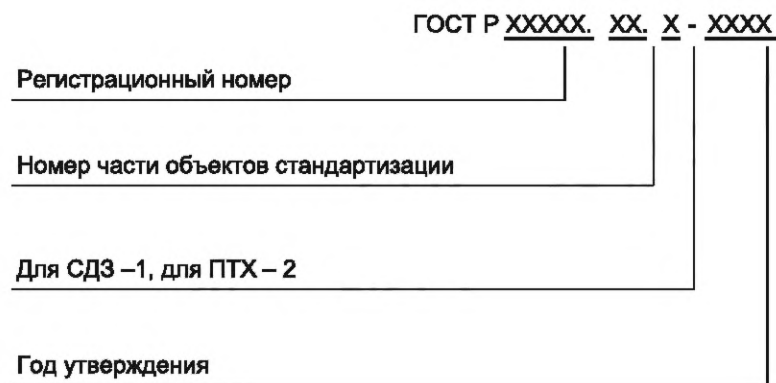 ГОСТ Р XXXXX. XX. X - XXXX
Регистрационный номер
Номер части объектов стандартизации
Для СДЗ –1, для ПТХ – 2
Год утверждения